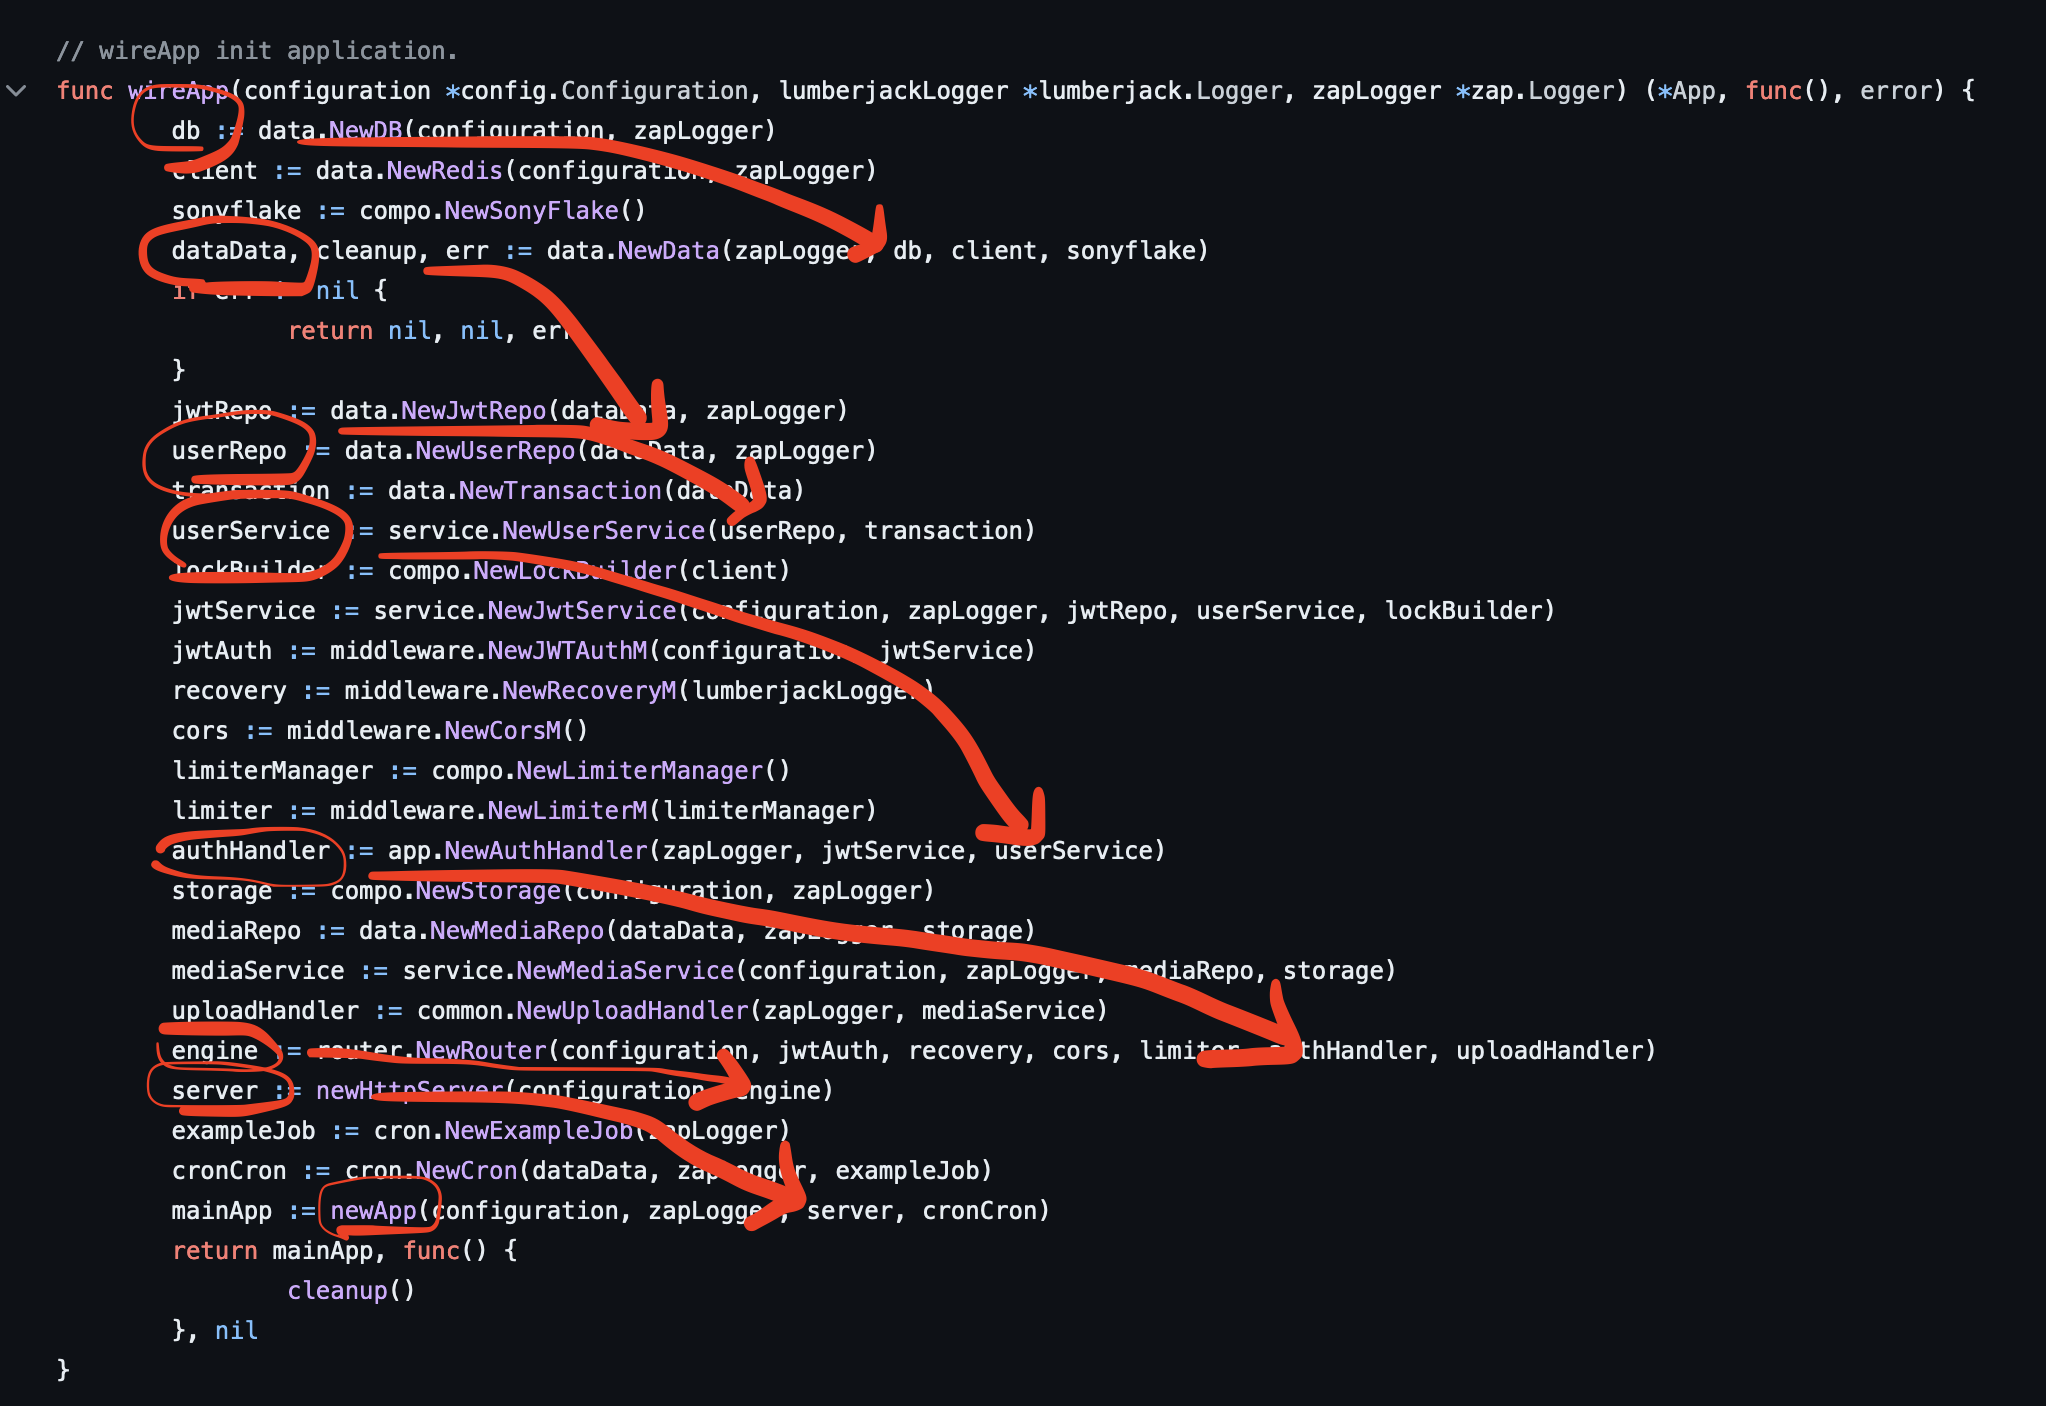 // wireApp init application.
func wireApp(configuration *config.Configuration, lumberjackLogger *lumberjack.Logger, zapLogger *zap.Logger) (*App, func(), error) {
db := data.NewDB(configuration, zapLogger)
client := data.NewRedis(configuration, zapLogger)
sonyflake := compo.NewSonyFlake()
dataData, cleanup, err := data.NewData(zapLogger, db, client, sonyflake)
if err != nil {
return nil, nil, err
}
jwtRepo := data.NewJwtRepo(dataData, zapLogger)
userRepo := data.NewUserRepo(dataData, zapLogger)
transaction := data.NewTransaction(dataData)
userService := service.NewUserService(userRepo, transaction)
lockBuilder := compo.NewLockBuilder(client)
jwtService := service.NewJwtService(configuration, zapLogger, jwtRepo, userService, lockBuilder)
jwtAuth := middleware.NewJWTAuthM(configuration, jwtService)
recovery := middleware.NewRecoveryM(lumberjackLogger)
cors := middleware.NewCorsM()
limiterManager := compo.NewLimiterManager()
limiter := middleware.NewLimiterM(limiterManager)
authHandler := app.NewAuthHandler(zapLogger, jwtService, userService)
storage := compo.NewStorage(configuration, zapLogger)
mediaRepo := data.NewMediaRepo(dataData, zapLogger, storage)
mediaService := service.NewMediaService(configuration, zapLogger, mediaRepo, storage)
uploadHandler := common.NewUploadHandler(zapLogger, mediaService)
engine := router.NewRouter(configuration, jwtAuth, recovery, cors, limiter, authHandler, uploadHandler)
server := newHttpServer(configuration, engine)
exampleJob := cron.NewExampleJob(zapLogger)
cronCron := cron.NewCron(dataData, zapLogger, exampleJob)
mainApp := newApp(configuration, zapLogger, server, cronCron)
return mainApp, func() {
cleanup()
}, nil
}